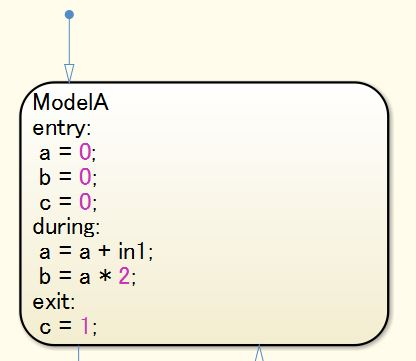 ModelA
entry:
a = 0;
b = 0;
c = 0;
during:
a = a + in1;
b = a * 2;
exit:
c = 1;